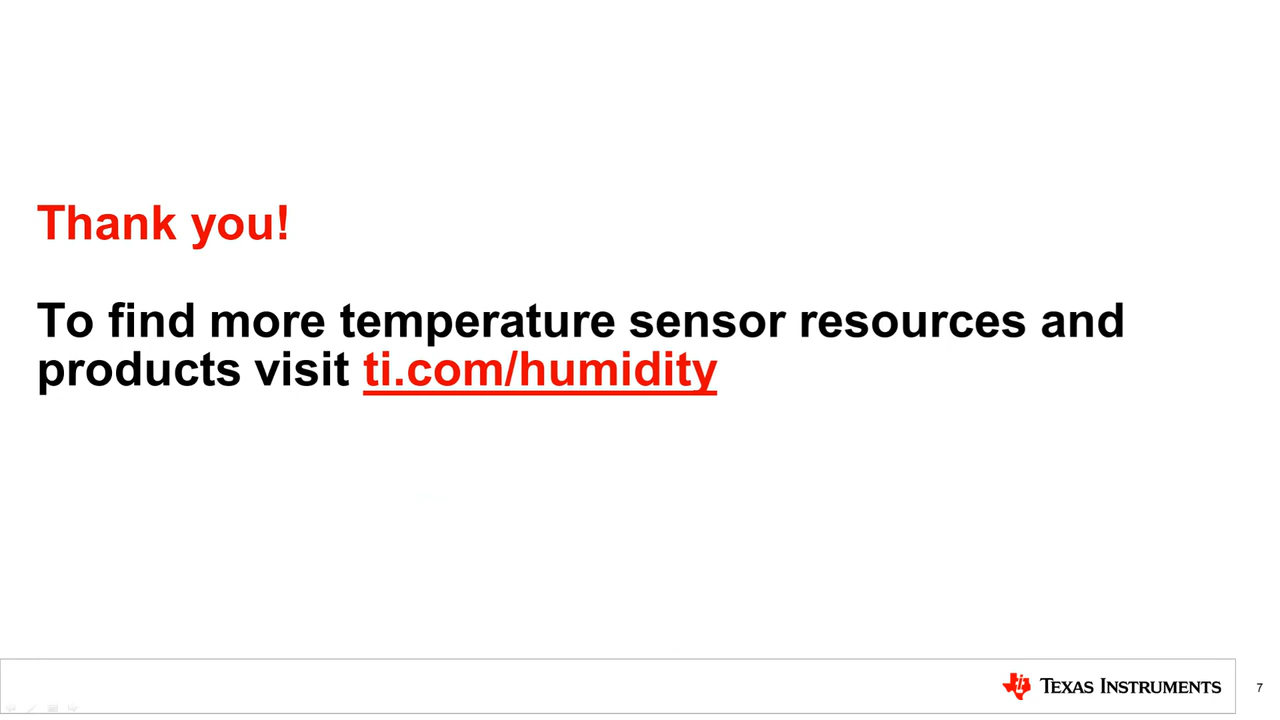 Thank you!
To find more temperature sensor resources and
products visit ti.com/humidity
TEXAS INSTRUMENTS
7